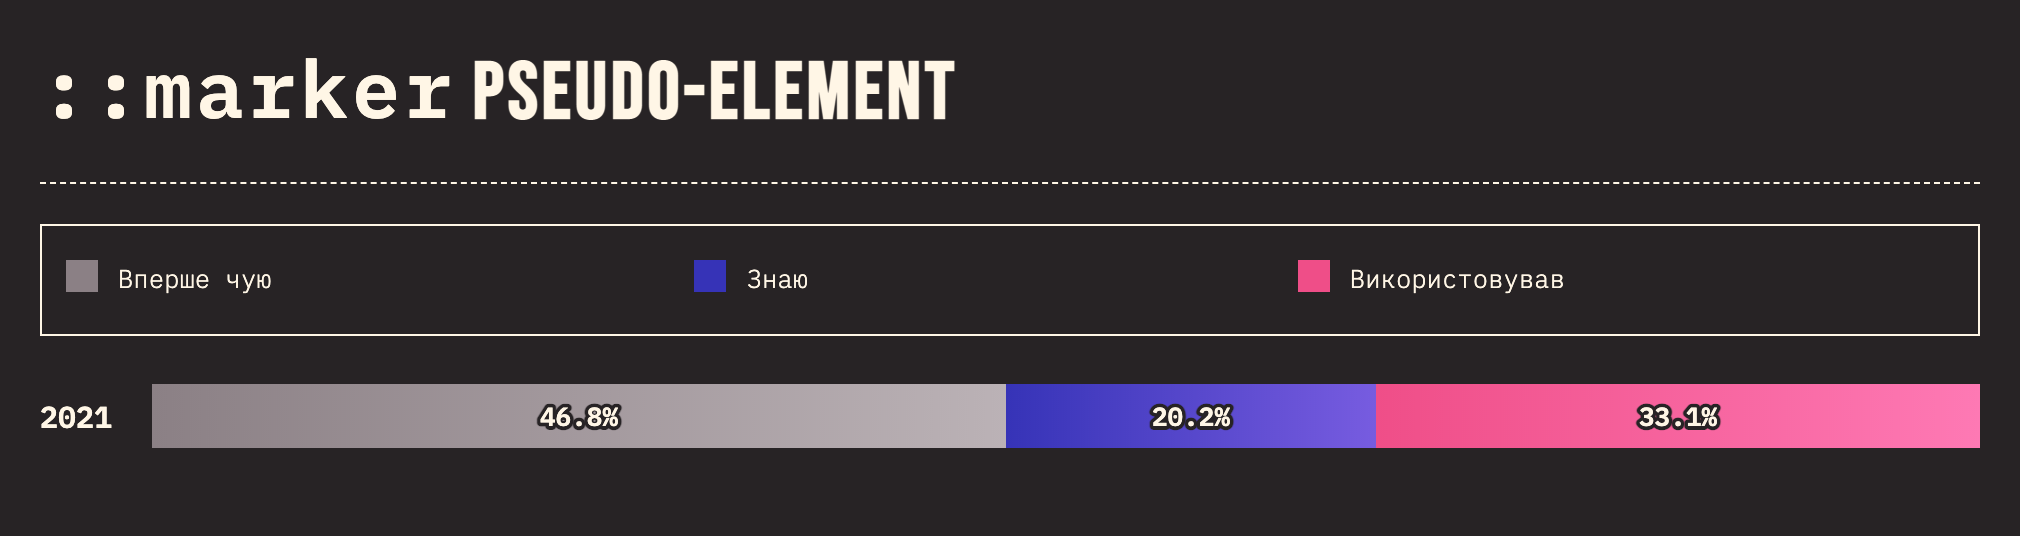 ::marker PSEUDO-ELEMENT
Вперше чую Знаю Використовував
2021 46.8% 20.2% 33.1%